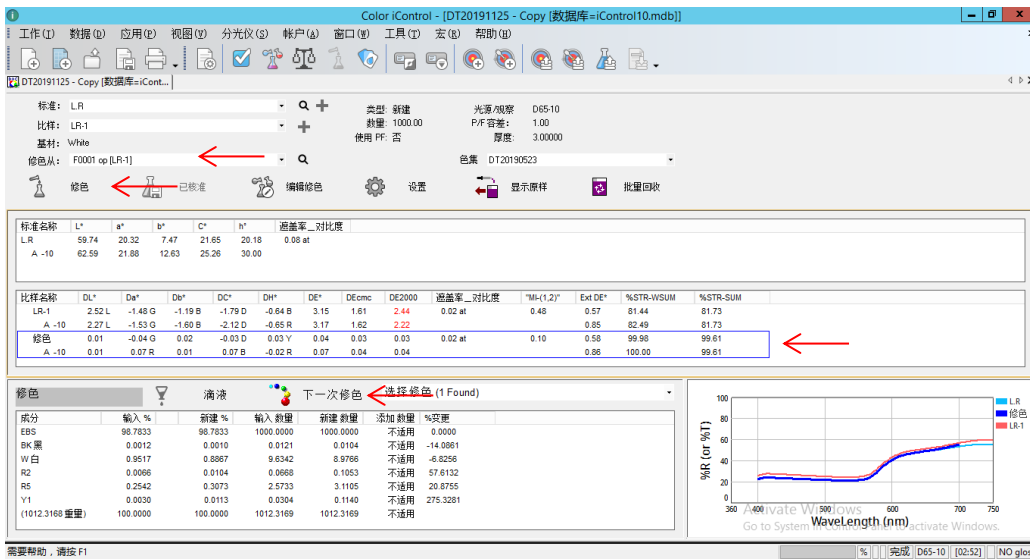 Color iControl - [DT20191125 - Copy [数据库=iControl10.mdb]]
工作(I) 数据(D) 应用(P) 视图(V) 分光仪(S) 帐户(A) 窗口(W) 工具(T) 宏(R) 帮助(H)
DT20191125 - Copy [数据库=iCont...
标准: L.R 类型: 新建 光源/观察 D65-10
比样: LR-1 数量: 1000.00 P/F 容差: 1.00
基材: White 使用 PF: 否 厚度: 3.00000
修色从: F0001 op [LR-1] 色集 DT20190523
修色 已核准 编辑修色 设置 显示原样 批里回收
标准名称 L* a* b* C* h* 遮盖率_对比度
L.R 59.74 20.32 7.47 21.65 20.18 0.08 at
A -10 62.59 21.88 12.63 25.26 30.00
比样名称 DL* Da* Db* DC* DH* DE* DEcmc DE2000 遮盖率_对比度 "MI-(1,2)" Ext DE* %STR-WSUM %STR-SUM
LR-1 2.52 L -1.48 G -1.19 B -1.79 D -0.64 B 3.15 1.61 2.44 0.02 at 0.48 0.57 81.44 81.73
A -10 2.27 L -1.53 G -1.60 B -2.12 D -0.65 R 3.17 1.62 2.22 0.85 82.49 81.73
修色 0.01 -0.04 G 0.02 -0.03 D 0.03 Y 0.04 0.03 0.03 0.02 at 0.10 0.58 99.98 99.61
A -10 0.01 0.07 R 0.01 0.07 B -0.02 R 0.07 0.04 0.04 0.86 100.00 99.61
修色 滴液 下一次修色 选择修色 (1 Found)
成分 输入 % 新建 % 输入 数量 新建 数量 添加 数量 %变更
EBS 98.7833 98.7833 1000.0000 1000.0000 不适用 0.0000
BK 黑 0.0012 0.0010 0.0121 0.0104 不适用 -14.0861
W 白 0.9517 0.8867 9.6342 8.9766 不适用 -6.8256
R2 0.0066 0.0104 0.0668 0.1053 不适用 57.6132
R5 0.2542 0.3073 2.5733 3.1105 不适用 20.8755
Y1 0.0030 0.0113 0.0304 0.1140 不适用 275.3281
(1012.3168 重里) 100.0000 100.0000 1012.3169 1012.3169 不适用
%R (or %T)
100
80
60
40
20
0
360 400 500 600 700 750
WaveLength (nm)
L.R
修色
LR-1
Activate Windows
Go to System in Control Panel to activate Windows.
需要帮助，请按 F1 % 完成 D65-10 [02:52] NO glos